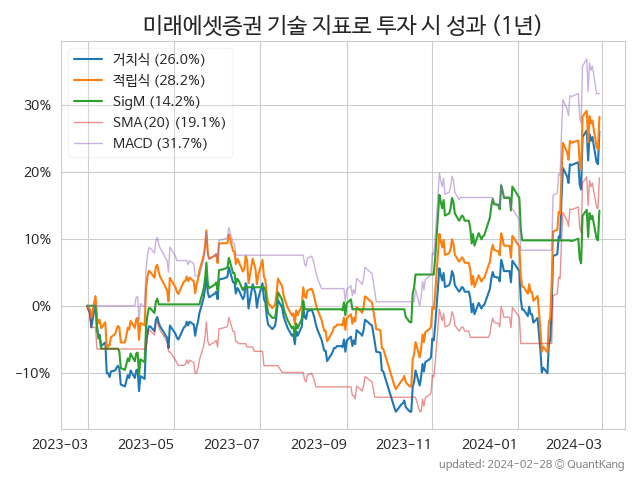 미래에셋증권 기술 지표로 투자 시 성과 (1년)
거치식 (26.0%)
적립식 (28.2%)
SigM (14.2%)
SMA(20) (19.1%)
MACD (31.7%)
30%
20%
10%
0%
−10%
2023−03
2023−05
2023−07
2023−09
2023−11
2024−01
2024−03
updated: 2024−02−28 ⓒ QuantKang